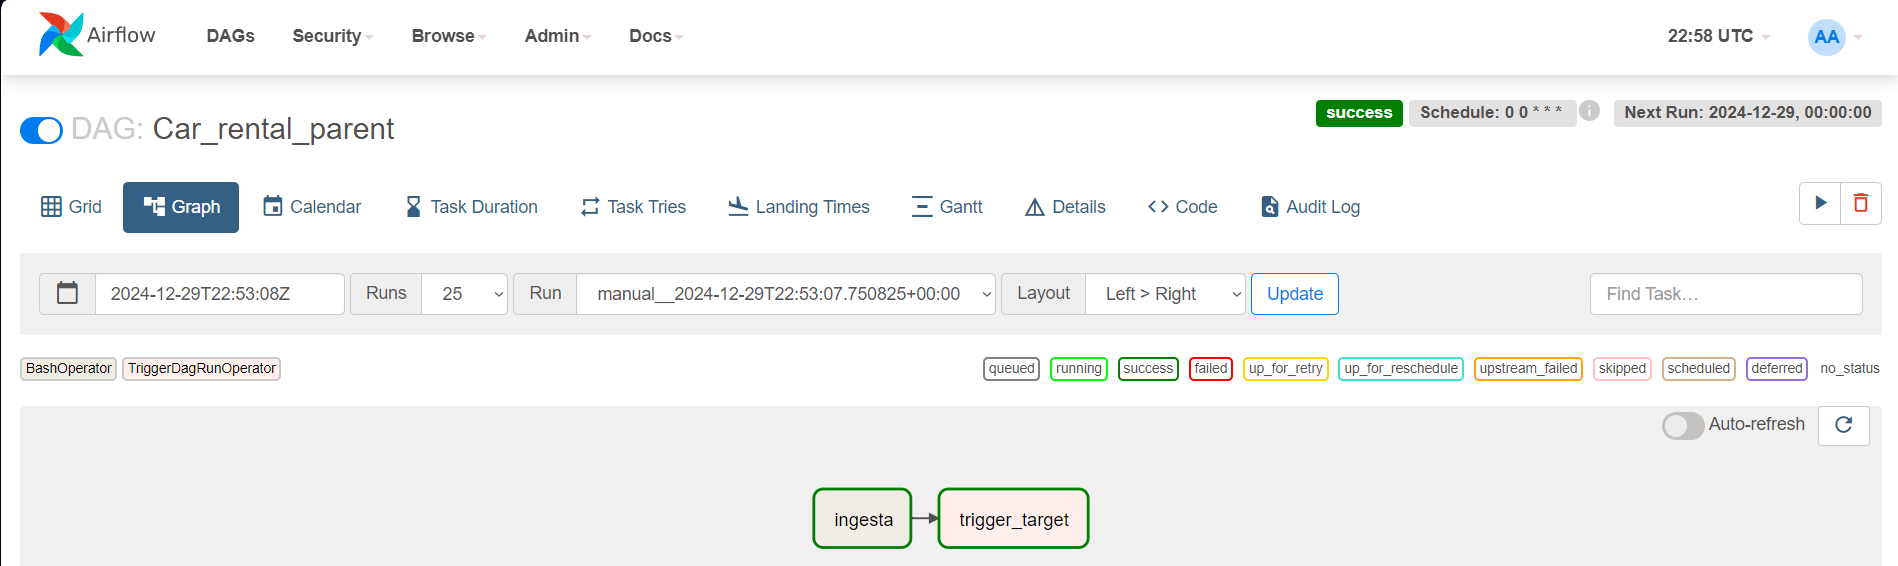 Airflow DAGs Security Browse Admin Docs 22:58 UTC AA
success Schedule: 0 0 * * * i Next Run: 2024-12-29, 00:00:00
DAG: Car_rental_parent
Grid Graph Calendar Task Duration Task Tries Landing Times Gantt Details Code Audit Log
2024-12-29T22:53:08Z Runs 25 Run manual__2024-12-29T22:53:07.750825+00:00 Layout Left > Right Update Find Task…
BashOperator TriggerDagRunOperator queued running success failed up_for_retry up_for_reschedule upstream_failed skipped scheduled deferred no_status
Auto-refresh
ingesta trigger_target